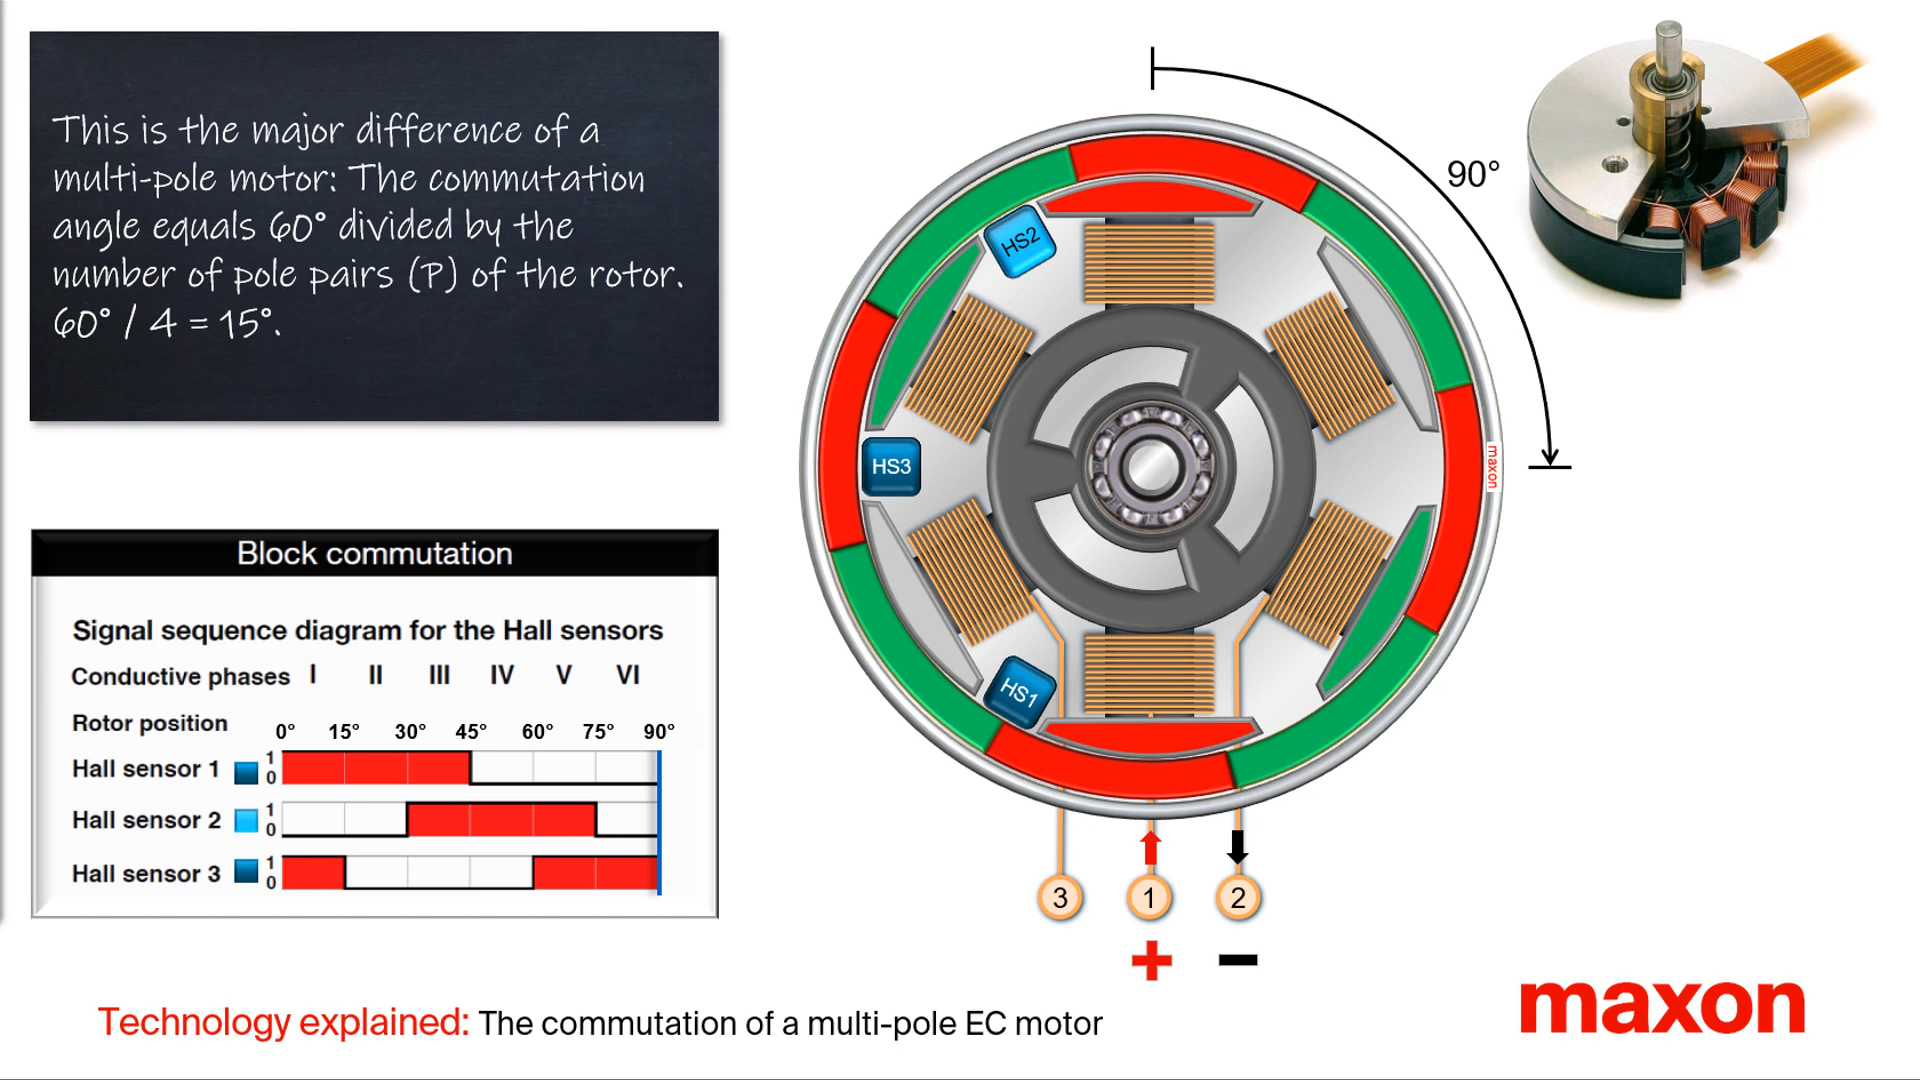 This is the major difference of a
multi-pole motor: The commutation
angle equals 60° divided by the
number of pole pairs (P) of the rotor.
60° / 4 = 15°.
90°
HS2
HS3
HS1
maxon
3
1
2
+
−
Block commutation
Signal sequence diagram for the Hall sensors
Conductive phases I II III IV V VI
Rotor position 0° 15° 30° 45° 60° 75° 90°
Hall sensor 1 1 0
Hall sensor 2 1 0
Hall sensor 3 1 0
Technology explained: The commutation of a multi-pole EC motor
maxon